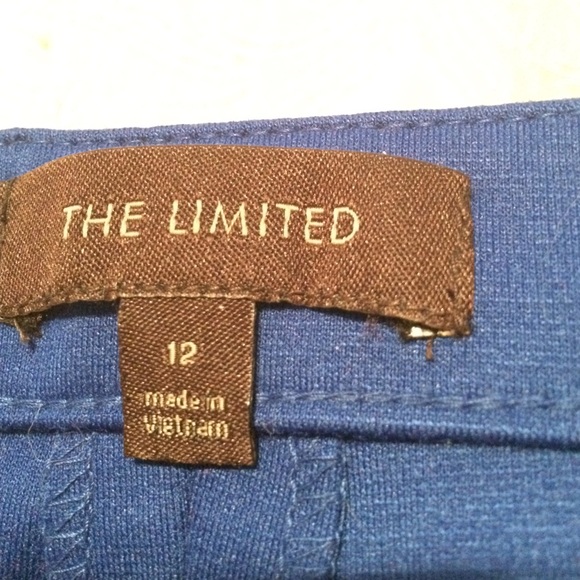 THE LIMITED
12
made in
Vietnam